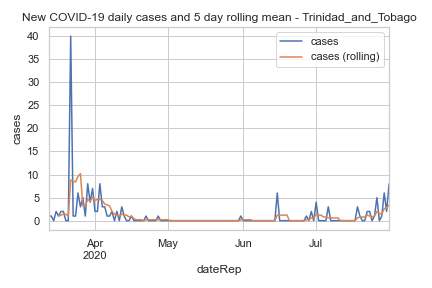 New COVID-19 daily cases and 5 day rolling mean - Trinidad_and_Tobago
cases
cases (rolling)
40
35
30
25
20
15
10
5
0
cases
Apr
2020
May
Jun
Jul
dateRep